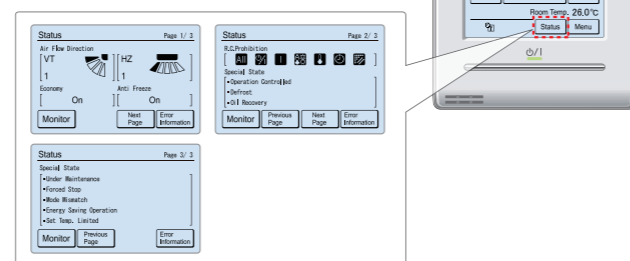 Status Page 1/ 3
Air Flow Direction
VT HZ
1 1
Economy Anti Freeze
On On
Monitor Next Page Error Information
Status Page 2/ 3
R.C.Prohibition
All
Special State
•Operation Controlled
•Defrost
•Oil Recovery
Monitor Previous Page Next Page Error Information
Status Page 3/ 3
Special State
•Under Maintenance
•Forced Stop
•Mode Mismatch
•Energy Saving Operation
•Set Temp. Limited
Monitor Previous Page Error Information
Room Temp. 26.0°C
Status Menu